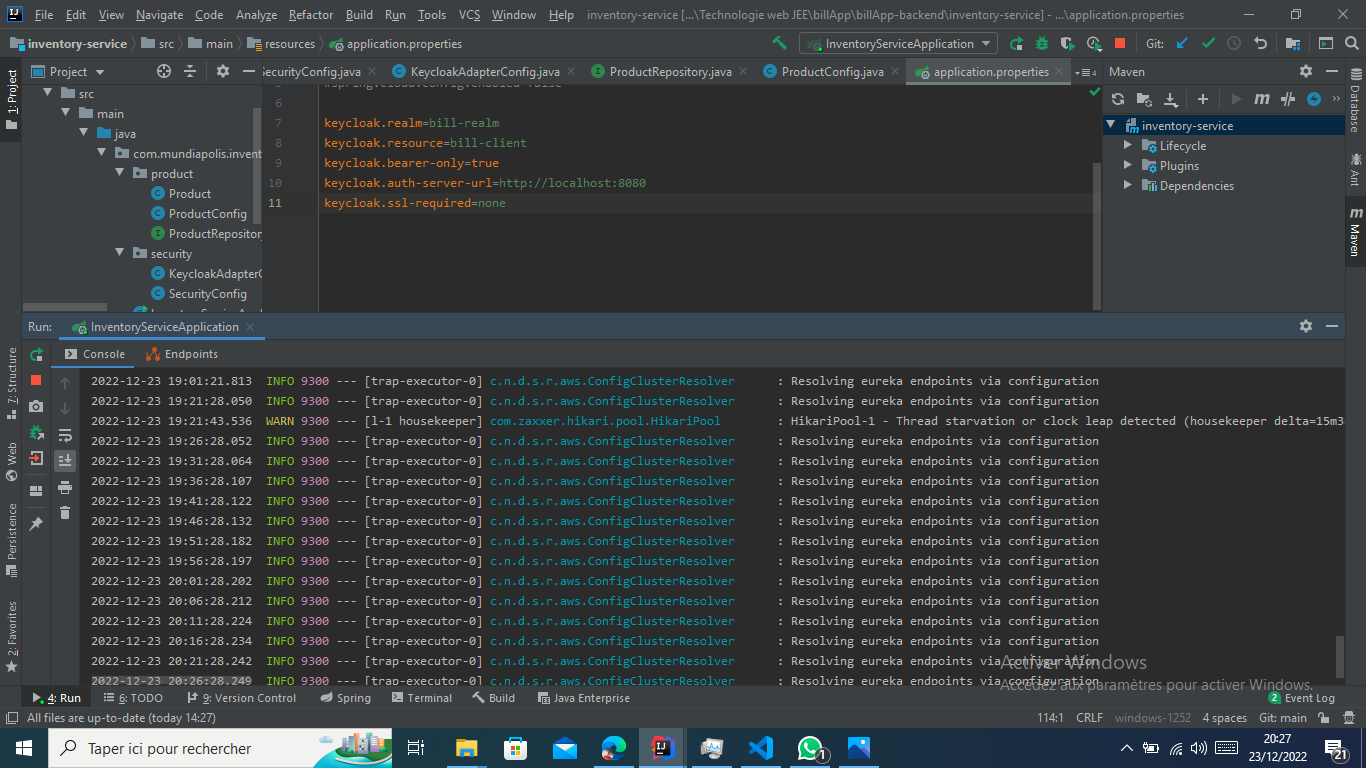 File Edit View Navigate Code Analyze Refactor Build Run Tools VCS Window Help inventory-service [...\Technologie web JEE\billApp\billApp-backend\inventory-service] - ...\application.properties
inventory-service src main resources application.properties InventoryServiceApplication Git:
Project SecurityConfig.java KeycloakAdapterConfig.java ProductRepository.java ProductConfig.java application.properties 4 Maven
1: Project
src
main
java
com.mundiapolis.invent
product
Product
ProductConfig
ProductRepository
security
KeycloakAdapterC
SecurityConfig
6
7 keycloak.realm=bill-realm
8 keycloak.resource=bill-client
9 keycloak.bearer-only=true
10 keycloak.auth-server-url=http://localhost:8080
11 keycloak.ssl-required=none
inventory-service
Lifecycle
Plugins
Dependencies
Database
Ant
Maven
Run: InventoryServiceApplication
Console Endpoints
7: Structure
Web
Persistence
2: Favorites
2022-12-23 19:01:21.813 INFO 9300 --- [trap-executor-0] c.n.d.s.r.aws.ConfigClusterResolver : Resolving eureka endpoints via configuration
2022-12-23 19:21:28.050 INFO 9300 --- [trap-executor-0] c.n.d.s.r.aws.ConfigClusterResolver : Resolving eureka endpoints via configuration
2022-12-23 19:21:43.536 WARN 9300 --- [l-1 housekeeper] com.zaxxer.hikari.pool.HikariPool : HikariPool-1 - Thread starvation or clock leap detected (housekeeper delta=15m3
2022-12-23 19:26:28.052 INFO 9300 --- [trap-executor-0] c.n.d.s.r.aws.ConfigClusterResolver : Resolving eureka endpoints via configuration
2022-12-23 19:31:28.064 INFO 9300 --- [trap-executor-0] c.n.d.s.r.aws.ConfigClusterResolver : Resolving eureka endpoints via configuration
2022-12-23 19:36:28.107 INFO 9300 --- [trap-executor-0] c.n.d.s.r.aws.ConfigClusterResolver : Resolving eureka endpoints via configuration
2022-12-23 19:41:28.122 INFO 9300 --- [trap-executor-0] c.n.d.s.r.aws.ConfigClusterResolver : Resolving eureka endpoints via configuration
2022-12-23 19:46:28.132 INFO 9300 --- [trap-executor-0] c.n.d.s.r.aws.ConfigClusterResolver : Resolving eureka endpoints via configuration
2022-12-23 19:51:28.182 INFO 9300 --- [trap-executor-0] c.n.d.s.r.aws.ConfigClusterResolver : Resolving eureka endpoints via configuration
2022-12-23 19:56:28.197 INFO 9300 --- [trap-executor-0] c.n.d.s.r.aws.ConfigClusterResolver : Resolving eureka endpoints via configuration
2022-12-23 20:01:28.202 INFO 9300 --- [trap-executor-0] c.n.d.s.r.aws.ConfigClusterResolver : Resolving eureka endpoints via configuration
2022-12-23 20:06:28.212 INFO 9300 --- [trap-executor-0] c.n.d.s.r.aws.ConfigClusterResolver : Resolving eureka endpoints via configuration
2022-12-23 20:11:28.224 INFO 9300 --- [trap-executor-0] c.n.d.s.r.aws.ConfigClusterResolver : Resolving eureka endpoints via configuration
2022-12-23 20:16:28.234 INFO 9300 --- [trap-executor-0] c.n.d.s.r.aws.ConfigClusterResolver : Resolving eureka endpoints via configuration
2022-12-23 20:21:28.242 INFO 9300 --- [trap-executor-0] c.n.d.s.r.aws.ConfigClusterResolver : Resolving eureka endpoints via configuration
2022-12-23 20:26:28.249 INFO 9300 --- [trap-executor-0] c.n.d.s.r.aws.ConfigClusterResolver : Resolving eureka endpoints via configuration
Activer Windows
Accédez aux paramètres pour activer Windows.
4: Run 6: TODO 9: Version Control Spring Terminal Build Java Enterprise 2 Event Log
All files are up-to-date (today 14:27) 114:1 CRLF windows-1252 4 spaces Git: main
Taper ici pour rechercher 1 20:27
23/12/2022 21